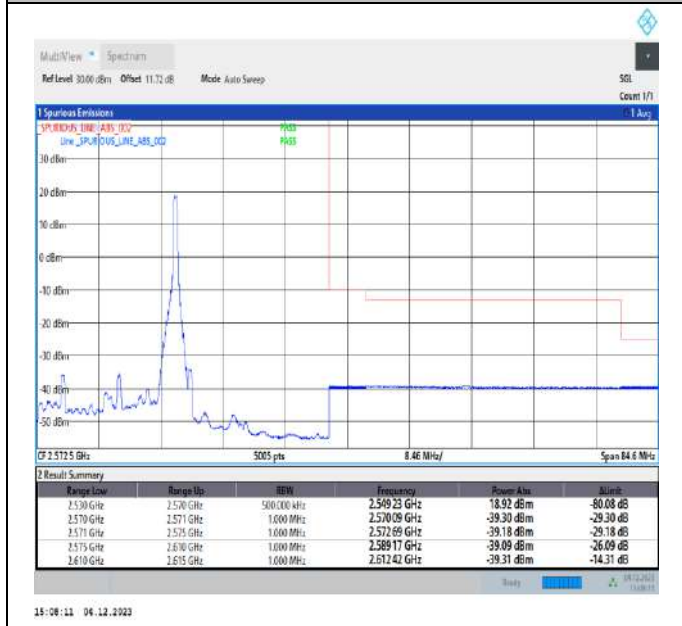 MultiView Spectrum
Ref Level 30.00 dBm Offset 11.72 dB Mode Auto Sweep SGL
Count 1/1
1 Spurious Emissions 1 Avg
_SPURIOUS_LINE_ABS_002 PASS
Line _SPURIOUS_LINE_ABS_002 PASS
30 dBm
20 dBm
10 dBm
0 dBm
-10 dBm
-20 dBm
-30 dBm
-40 dBm
-50 dBm
CF 2.5725 GHz 5005 pts 8.46 MHz/ Span 84.6 MHz
2 Result Summary
Range Low Range Up RBW Frequency Power Abs ΔLimit
2.530 GHz 2.570 GHz 500.000 kHz 2.54923 GHz 18.92 dBm -80.08 dB
2.570 GHz 2.571 GHz 1.000 MHz 2.57009 GHz -39.30 dBm -29.30 dB
2.571 GHz 2.575 GHz 1.000 MHz 2.57269 GHz -39.18 dBm -29.18 dB
2.575 GHz 2.610 GHz 1.000 MHz 2.58917 GHz -39.09 dBm -26.09 dB
2.610 GHz 2.615 GHz 1.000 MHz 2.61242 GHz -39.31 dBm -14.31 dB
Ready
15:08:11 06.12.2023